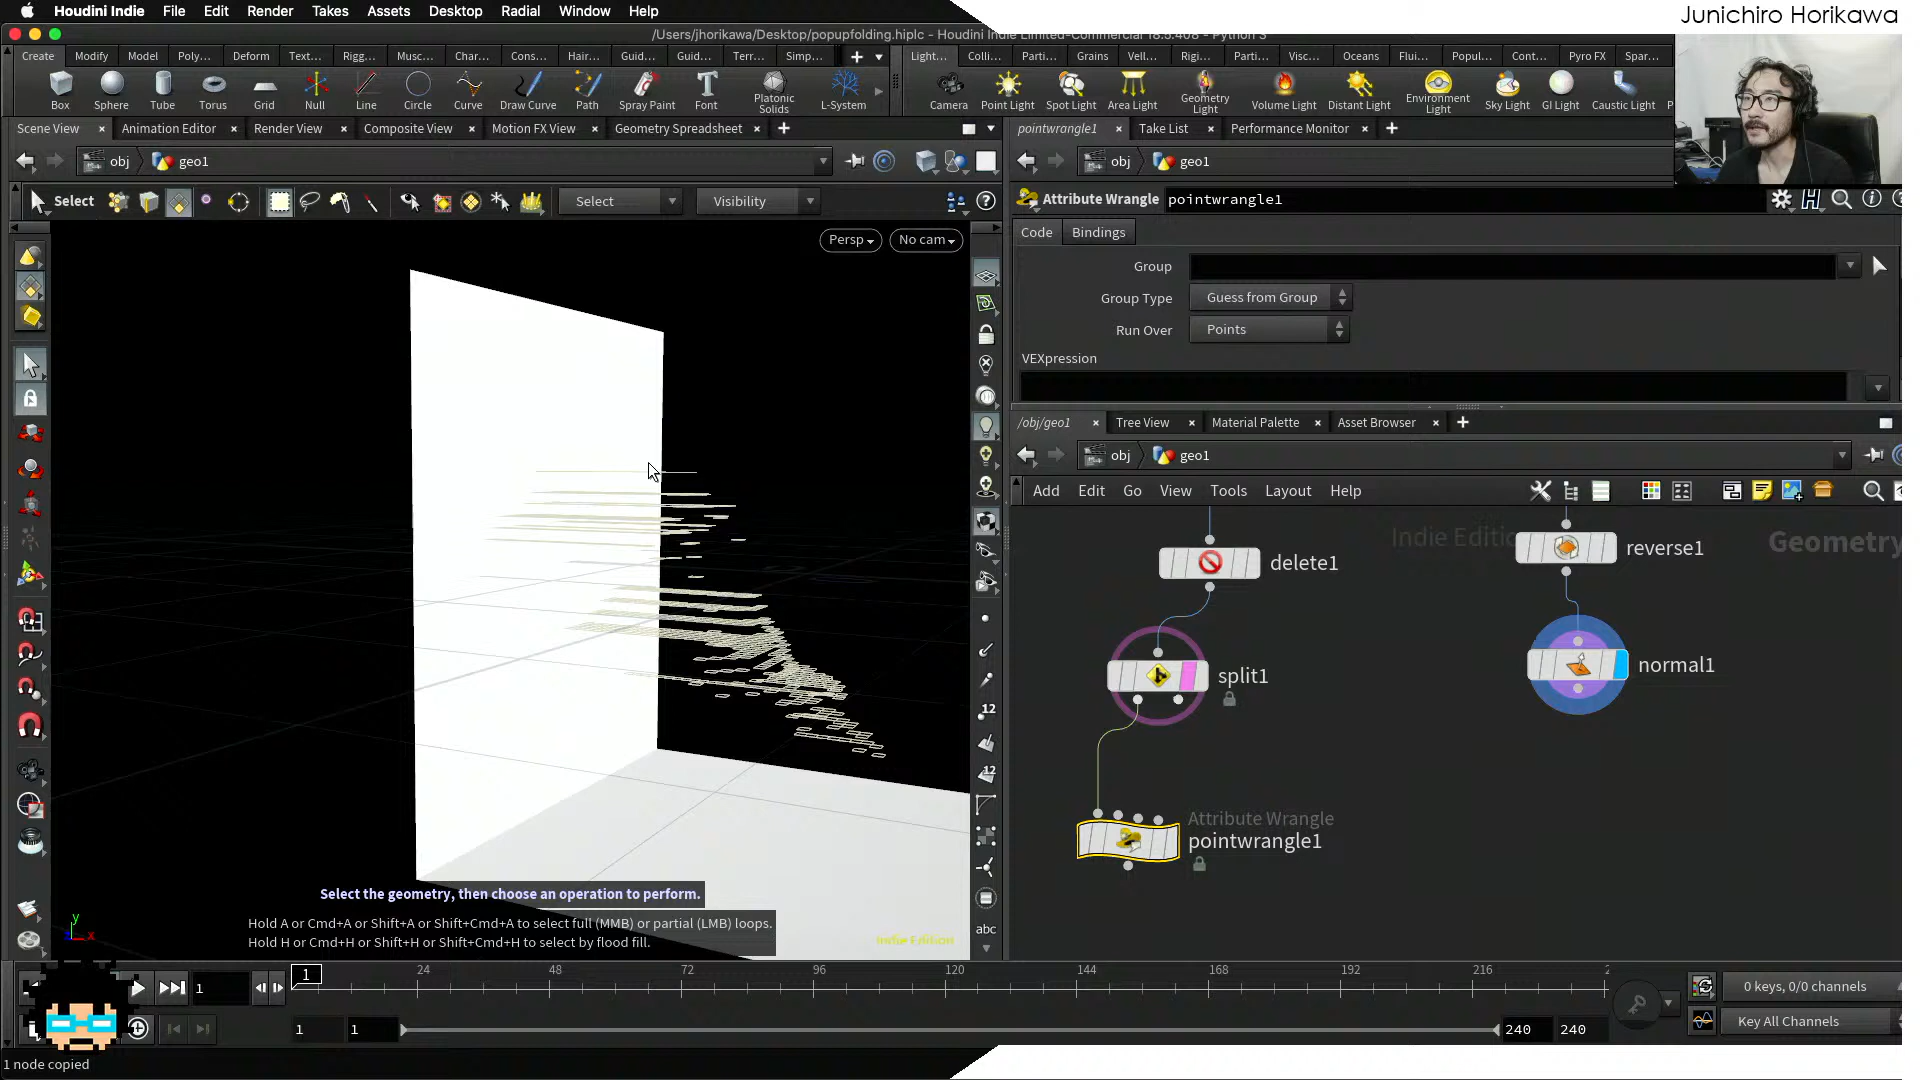 Houdini Indie File Edit Render Takes Assets Desktop Radial Window Help
Junichiro Horikawa
/Users/jhorikawa/Desktop/popupfolding.hiplc - Houdini Indie Limited-Commercial 18.5.408 - Python 3
Create Modify Model Poly... Deform Text... Rigg... Musc... Char... Cons... Hair... Guid... Guid... Terr... Simp...
Light... Colli... Parti... Grains Vell... Rigi... Parti... Visc... Oceans Flui... Popul... Cont... Pyro FX Spar...
Box Sphere Tube Torus Grid Null Line Circle Curve Draw Curve Path Spray Paint Font Platonic Solids L-System
Camera Point Light Spot Light Area Light Geometry Light Volume Light Distant Light Environment Light Sky Light GI Light Caustic Light
Scene View Animation Editor Render View Composite View Motion FX View Geometry Spreadsheet
pointwrangle1 Take List Performance Monitor
obj geo1
obj geo1
Select Select Visibility
Attribute Wrangle pointwrangle1
Code Bindings
Persp No cam
Group
Group Type Guess from Group
Run Over Points
VEXpression
/obj/geo1 Tree View Material Palette Asset Browser
obj geo1
Add Edit Go View Tools Layout Help
Geometry
delete1
reverse1
split1
normal1
Attribute Wrangle
pointwrangle1
12
12
abc
Select the geometry, then choose an operation to perform.
Hold A or Cmd+A or Shift+A or Shift+Cmd+A to select full (MMB) or partial (LMB) loops.
Hold H or Cmd+H or Shift+H or Shift+Cmd+H to select by flood fill.
Indie Edition
y
x
1 24 48 72 96 120 144 168 192 216 2
1
0 keys, 0/0 channels
1 1 240 240
Key All Channels
1 node copied